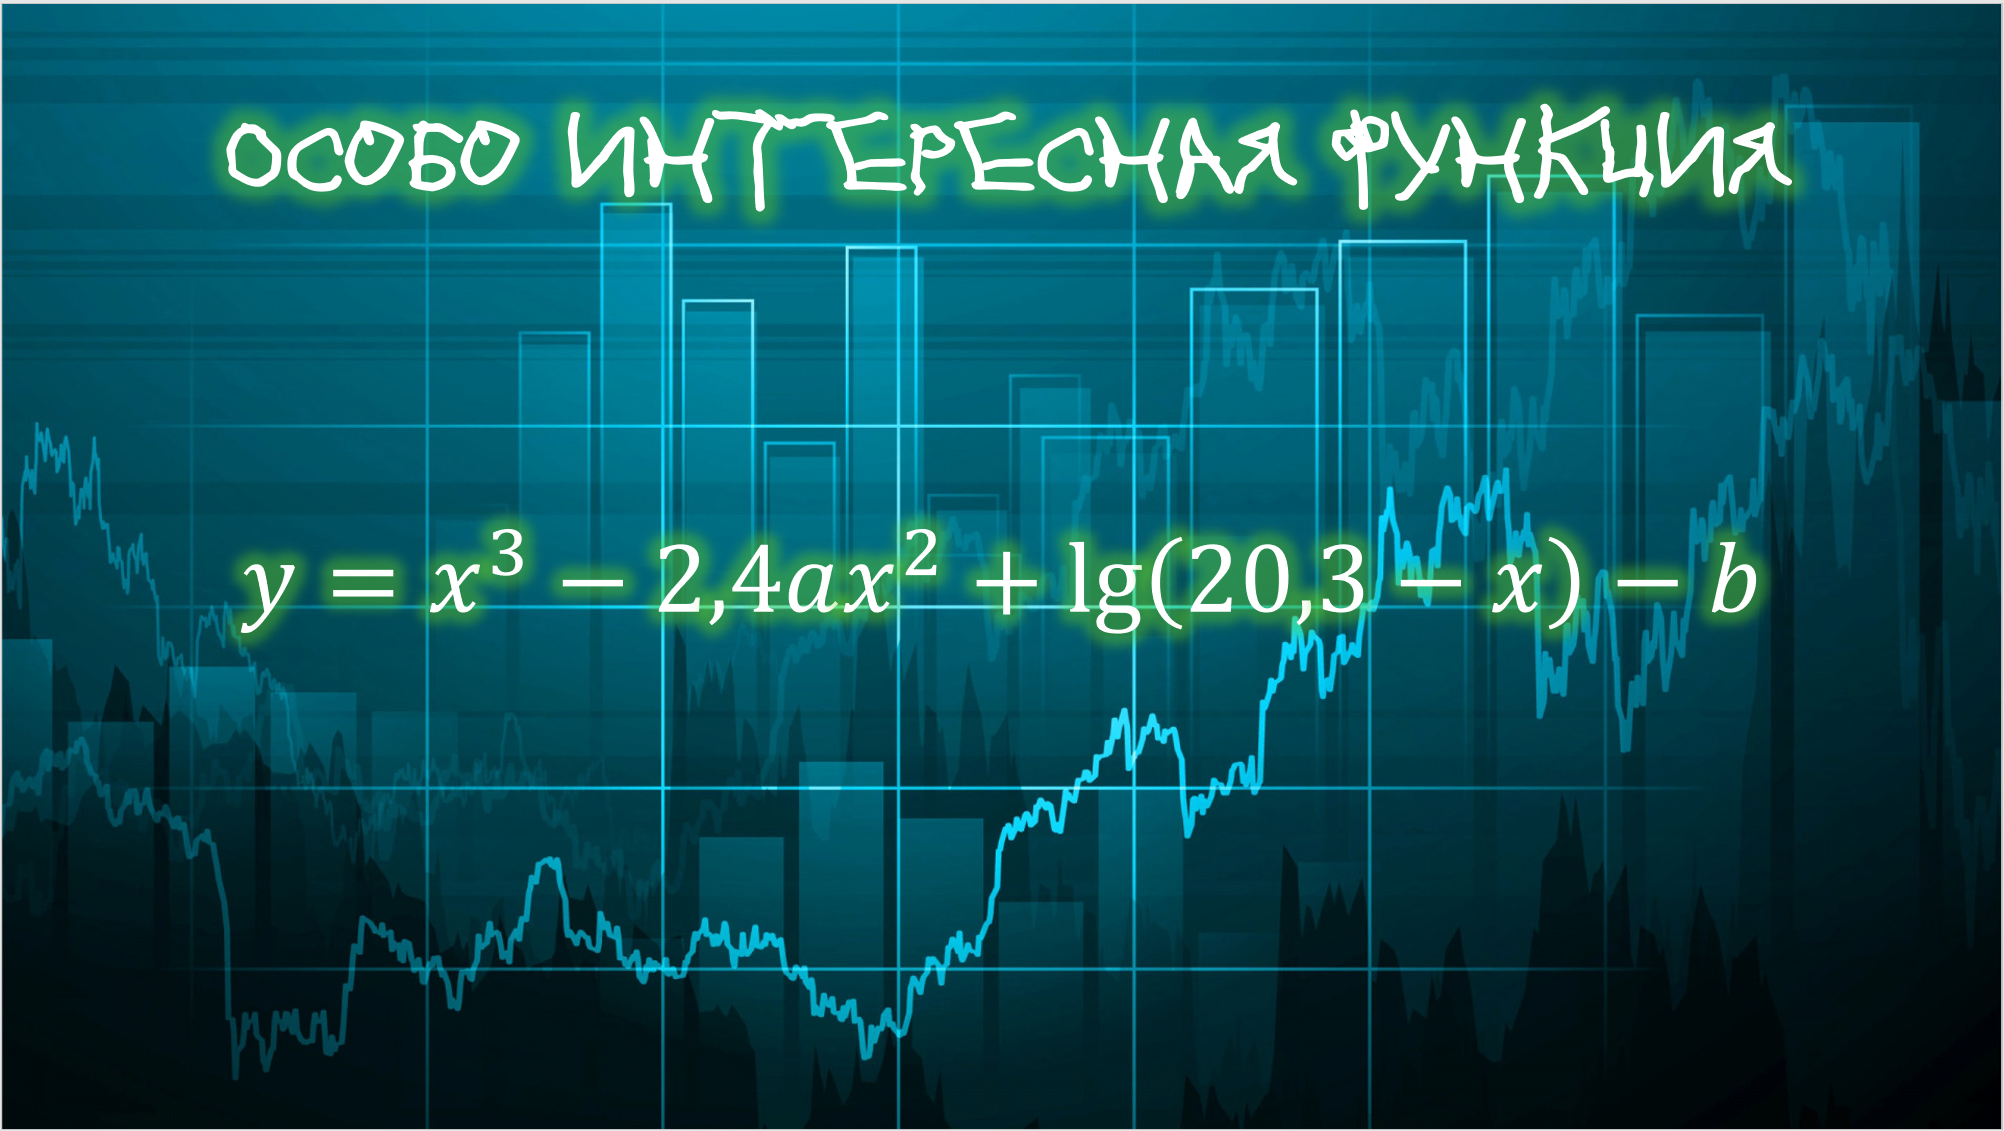 ОСОБО ИНТЕРЕСНАЯ ФУНКЦИЯ
y = x³ − 2,4ax² + lg(20,3 − x) − b